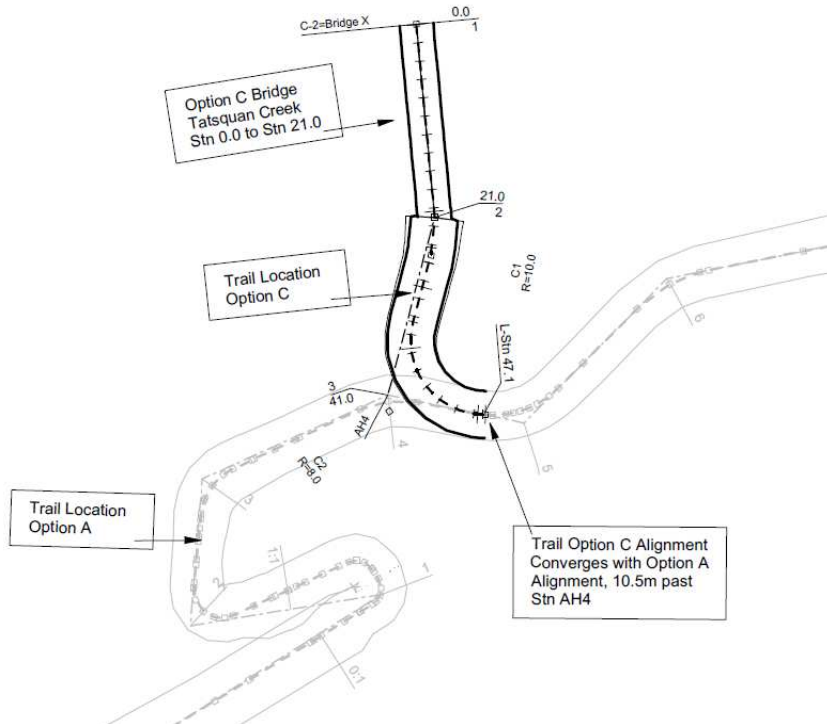 C-2=Bridge X
0.0
1
Option C Bridge
Tatsquan Creek
Stn 0.0 to Stn 21.0
21.0
2
Trail Location
Option C
C1
R=10.0
L-Stn 47.1
6
3
41.0
AH4
4
5
C2
R=8.0
3
Trail Location
Option A
Trail Option C Alignment
Converges with Option A
Alignment, 10.5m past
Stn AH4
1:1
1
2
0:1